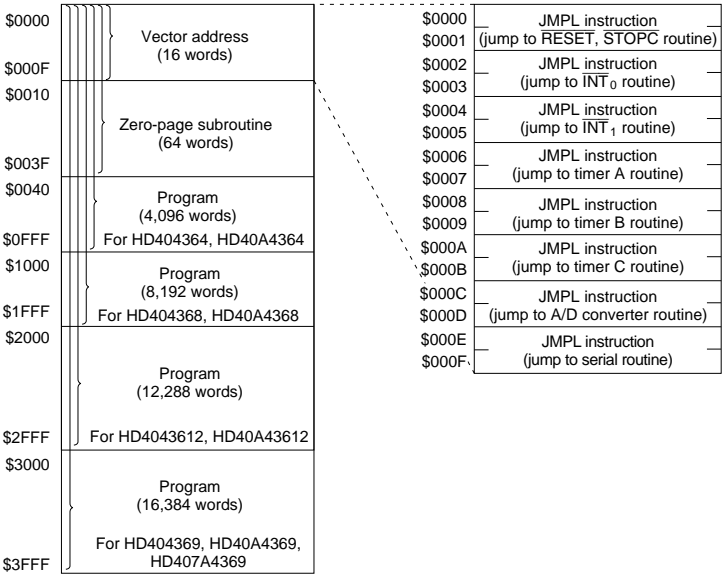 $0000
Vector address
(16 words)
$000F
$0010
Zero-page subroutine
(64 words)
$003F
$0040
Program
(4,096 words)
$0FFF
For HD404364, HD40A4364
$1000
Program
(8,192 words)
$1FFF
For HD404368, HD40A4368
$2000
Program
(12,288 words)
$2FFF
For HD4043612, HD40A43612
$3000
Program
(16,384 words)
For HD404369, HD40A4369,
HD407A4369
$3FFF
$0000
$0001
JMPL instruction
(jump to RESET, STOPC routine)
$0002
$0003
JMPL instruction
(jump to INT0 routine)
$0004
$0005
JMPL instruction
(jump to INT1 routine)
$0006
$0007
JMPL instruction
(jump to timer A routine)
$0008
$0009
JMPL instruction
(jump to timer B routine)
$000A
$000B
JMPL instruction
(jump to timer C routine)
$000C
$000D
JMPL instruction
(jump to A/D converter routine)
$000E
$000F
JMPL instruction
(jump to serial routine)